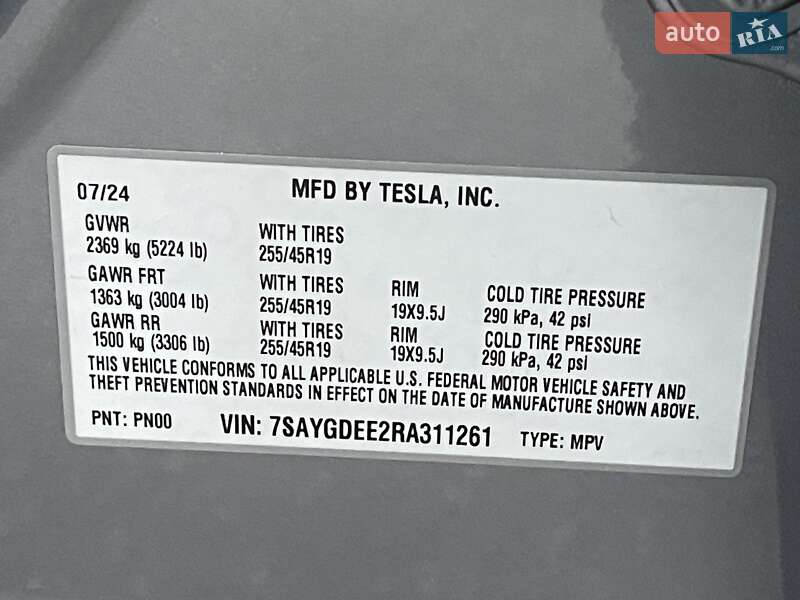 auto RIA .com
07/24 MFD BY TESLA, INC.
GVWR WITH TIRES
2369 kg (5224 lb) 255/45R19
GAWR FRT WITH TIRES RIM COLD TIRE PRESSURE
1363 kg (3004 lb) 255/45R19 19X9.5J 290 kPa, 42 psi
GAWR RR WITH TIRES RIM COLD TIRE PRESSURE
1500 kg (3306 lb) 255/45R19 19X9.5J 290 kPa, 42 psi
THIS VEHICLE CONFORMS TO ALL APPLICABLE U.S. FEDERAL MOTOR VEHICLE SAFETY AND
THEFT PREVENTION STANDARDS IN EFFECT ON THE DATE OF MANUFACTURE SHOWN ABOVE.
PNT: PN00 VIN: 7SAYGDEE2RA311261 TYPE: MPV